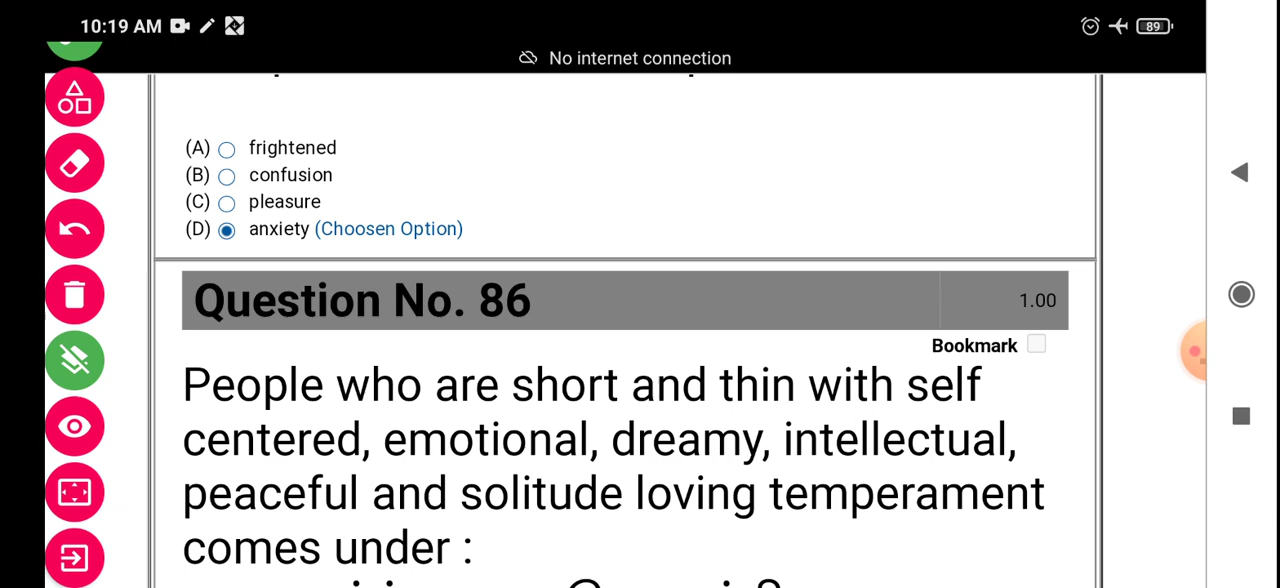 10:19 AM
89
No internet connection
(A) frightened
(B) confusion
(C) pleasure
(D) anxiety (Choosen Option)
Question No. 86
1.00
Bookmark
People who are short and thin with self
centered, emotional, dreamy, intellectual,
peaceful and solitude loving temperament
comes under :